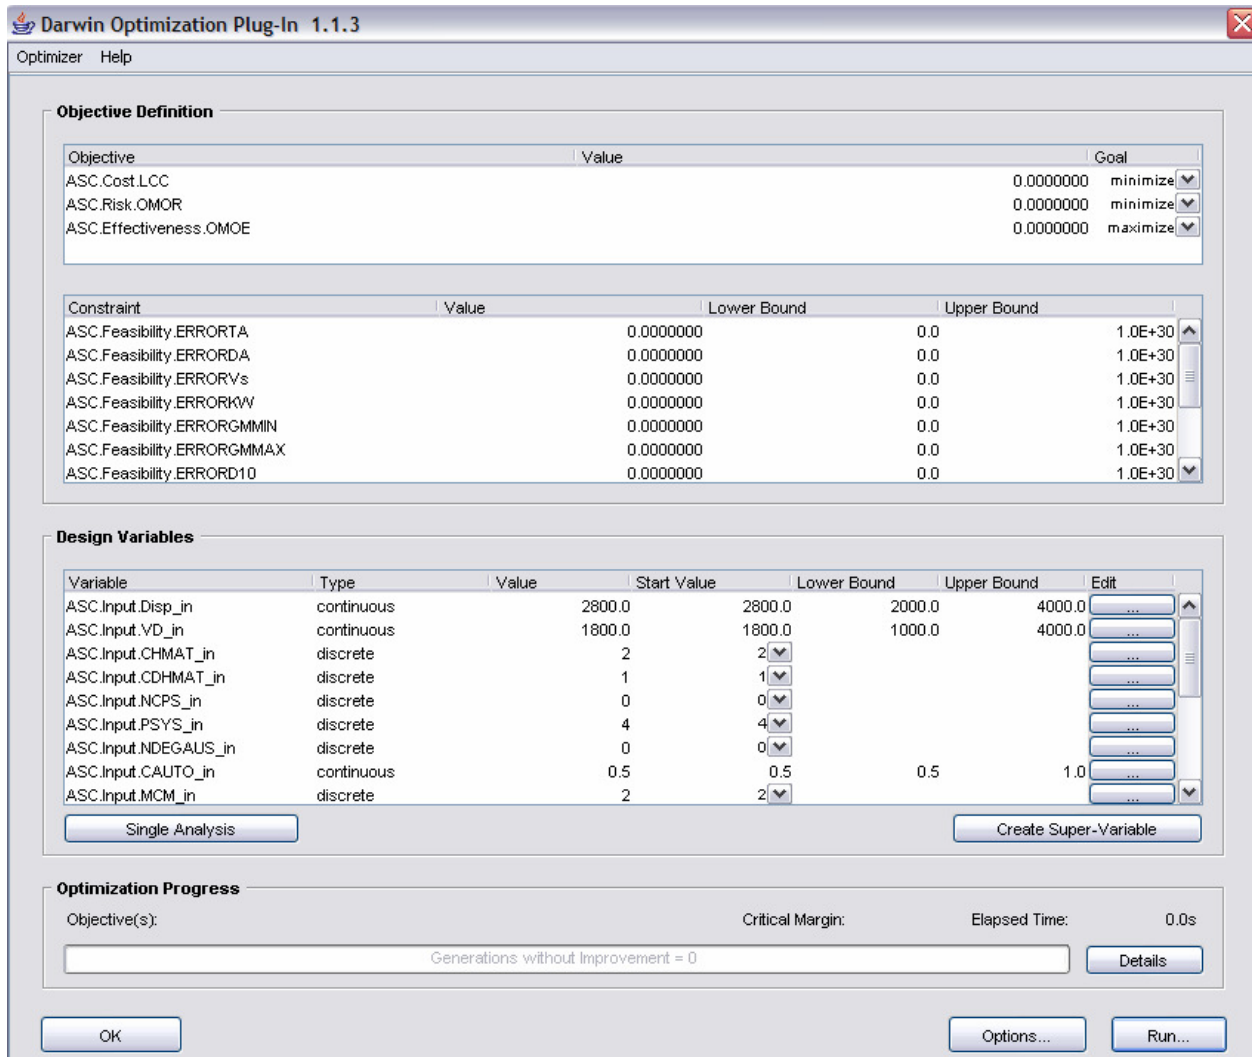 Darwin Optimization Plug-In 1.1.3
Optimizer Help
Objective Definition
Objective Value Goal
ASC.Cost.LCC 0.0000000 minimize
ASC.Risk.OMOR 0.0000000 minimize
ASC.Effectiveness.OMOE 0.0000000 maximize
Constraint Value Lower Bound Upper Bound
ASC.Feasibility.ERRORTA 0.0000000 0.0 1.0E+30
ASC.Feasibility.ERRORDA 0.0000000 0.0 1.0E+30
ASC.Feasibility.ERRORVs 0.0000000 0.0 1.0E+30
ASC.Feasibility.ERRORKW 0.0000000 0.0 1.0E+30
ASC.Feasibility.ERRORGMMIN 0.0000000 0.0 1.0E+30
ASC.Feasibility.ERRORGMMAX 0.0000000 0.0 1.0E+30
ASC.Feasibility.ERRORD10 0.0000000 0.0 1.0E+30
Design Variables
Variable Type Value Start Value Lower Bound Upper Bound Edit
ASC.Input.Disp_in continuous 2800.0 2800.0 2000.0 4000.0 ...
ASC.Input.VD_in continuous 1800.0 1800.0 1000.0 4000.0 ...
ASC.Input.CHMAT_in discrete 2 2 ...
ASC.Input.CDHMAT_in discrete 1 1 ...
ASC.Input.NCPS_in discrete 0 0 ...
ASC.Input.PSYS_in discrete 4 4 ...
ASC.Input.NDEGAUS_in discrete 0 0 ...
ASC.Input.CAUTO_in continuous 0.5 0.5 0.5 1.0 ...
ASC.Input.MCM_in discrete 2 2 ...
Single Analysis Create Super-Variable
Optimization Progress
Objective(s): Critical Margin: Elapsed Time: 0.0s
Generations without Improvement = 0 Details
OK Options... Run...